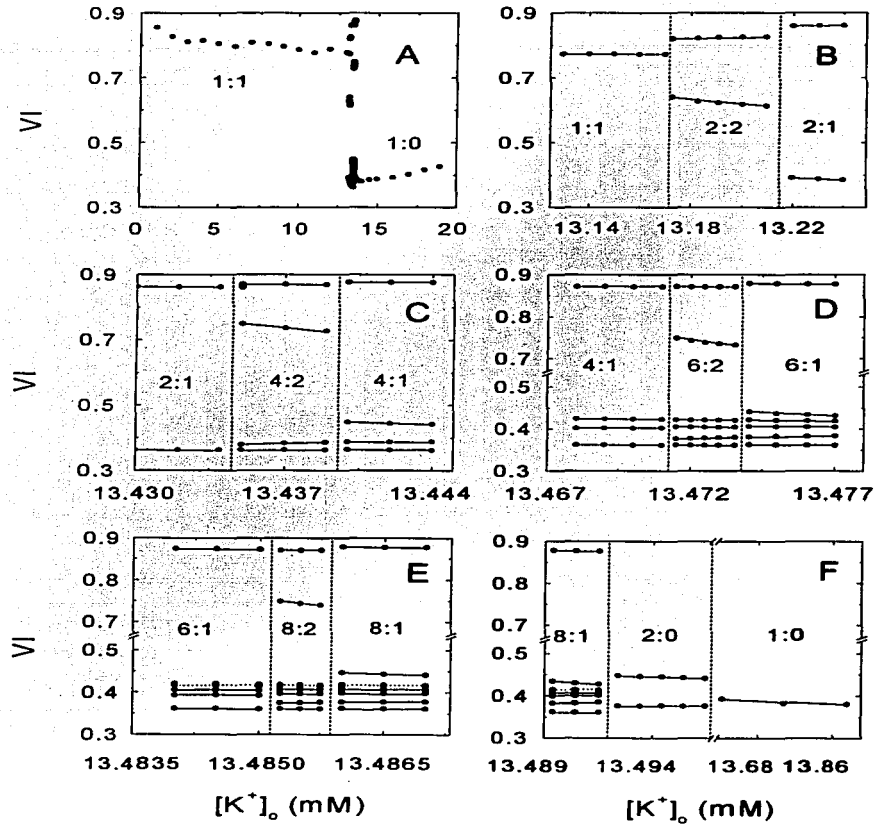 0.9
0.7
0.5
0.3
VI
A
1:1
1:0
0 5 10 15 20
0.9
0.7
0.5
0.3
B
1:1 2:2 2:1
13.14 13.18 13.22
0.9
0.7
0.5
0.3
VI
C
2:1 4:2 4:1
13.430 13.437 13.444
0.9
0.8
0.7
0.5
0.4
0.3
D
4:1 6:2 6:1
13.467 13.472 13.477
0.9
0.8
0.7
0.5
0.4
0.3
VI
E
6:1 8:2 8:1
13.4835 13.4850 13.4865
[K+]o (mM)
0.9
0.8
0.7
0.5
0.4
0.3
F
8:1 2:0 1:0
13.489 13.494 13.68 13.86
[K+]o (mM)